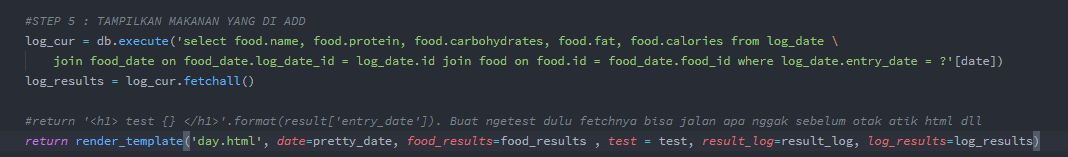 #STEP 5 : TAMPILKAN MAKANAN YANG DI ADD
log_cur = db.execute('select food.name, food.protein, food.carbohydrates, food.fat, food.calories from log_date \
join food_date on food_date.log_date_id = log_date.id join food on food.id = food_date.food_id where log_date.entry_date = ?'[date])
log_results = log_cur.fetchall()
#return '<h1> test {} </h1>'.format(result['entry_date']). Buat ngetest dulu fetchnya bisa jalan apa nggak sebelum otak atik html dll
return render_template('day.html', date=pretty_date, food_results=food_results , test = test, result_log=result_log, log_results=log_results)